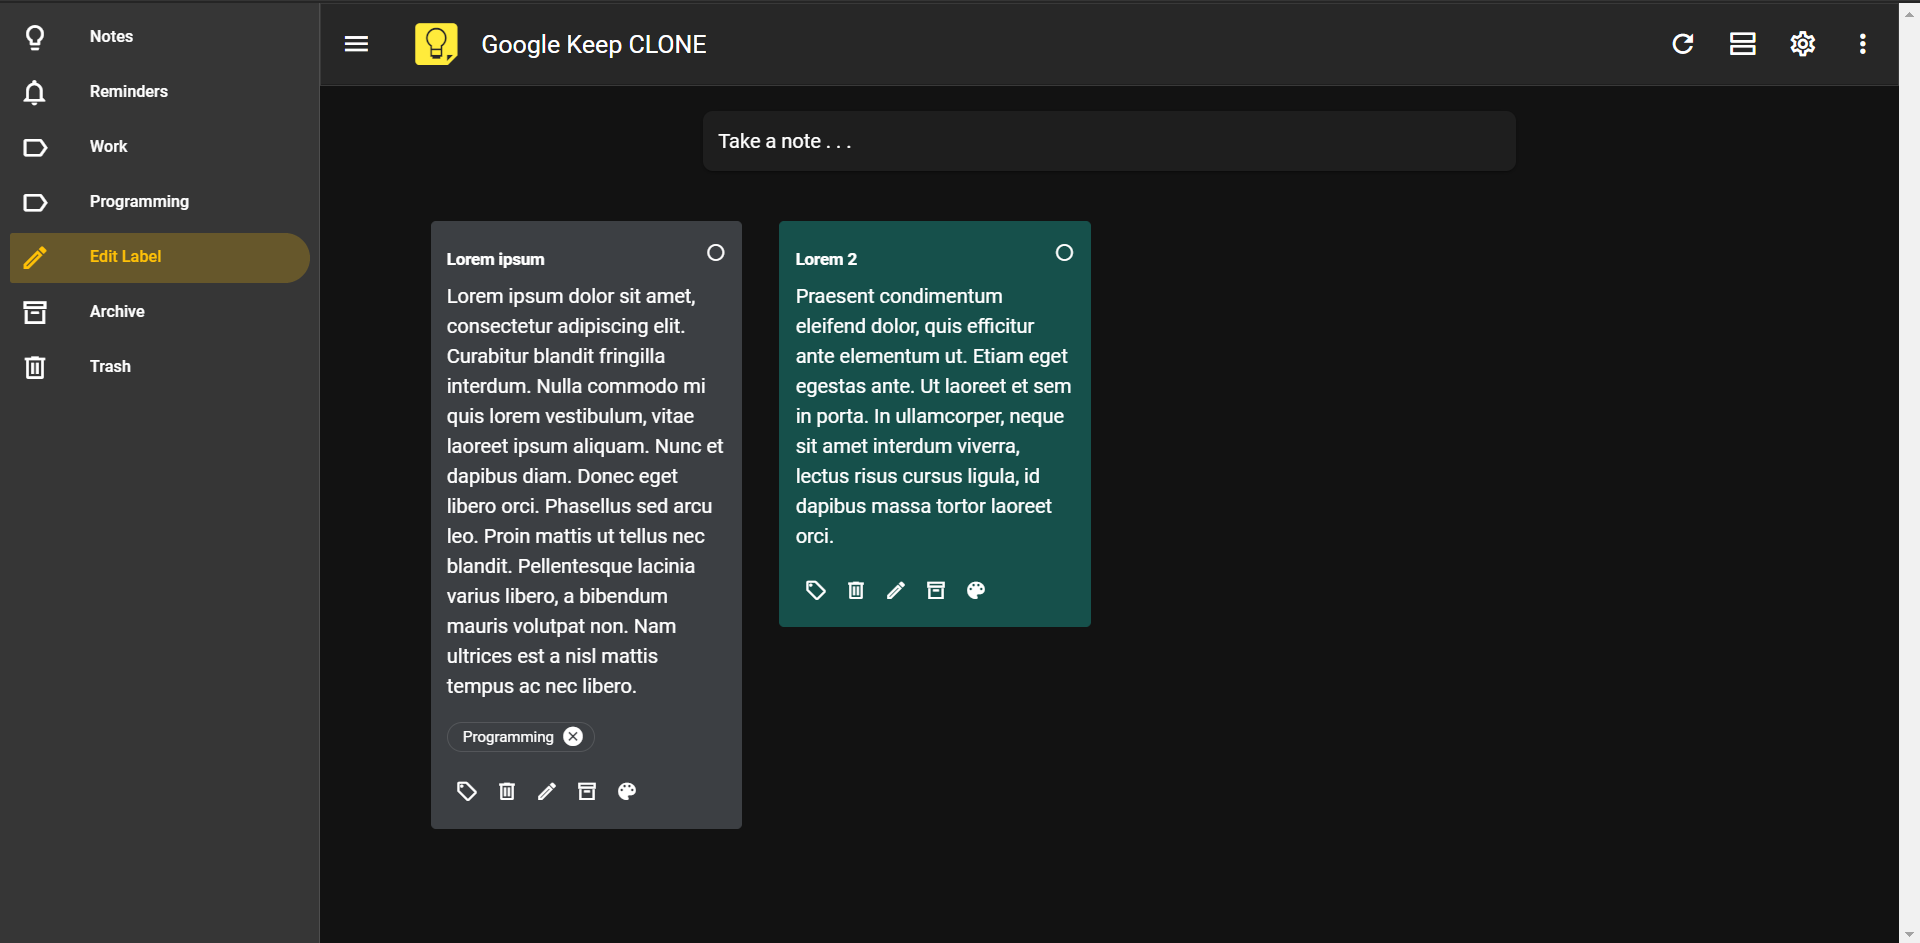 Notes
Reminders
Work
Programming
Edit Label
Archive
Trash
Google Keep CLONE
Take a note . . .
Lorem ipsum
Lorem ipsum dolor sit amet,
consectetur adipiscing elit.
Curabitur blandit fringilla
interdum. Nulla commodo mi
quis lorem vestibulum, vitae
laoreet ipsum aliquam. Nunc et
dapibus diam. Donec eget
libero orci. Phasellus sed arcu
leo. Proin mattis ut tellus nec
blandit. Pellentesque lacinia
varius libero, a bibendum
mauris volutpat non. Nam
ultrices est a nisl mattis
tempus ac nec libero.
Programming
Lorem 2
Praesent condimentum
eleifend dolor, quis efficitur
ante elementum ut. Etiam eget
egestas ante. Ut laoreet et sem
in porta. In ullamcorper, neque
sit amet interdum viverra,
lectus risus cursus ligula, id
dapibus massa tortor laoreet
orci.